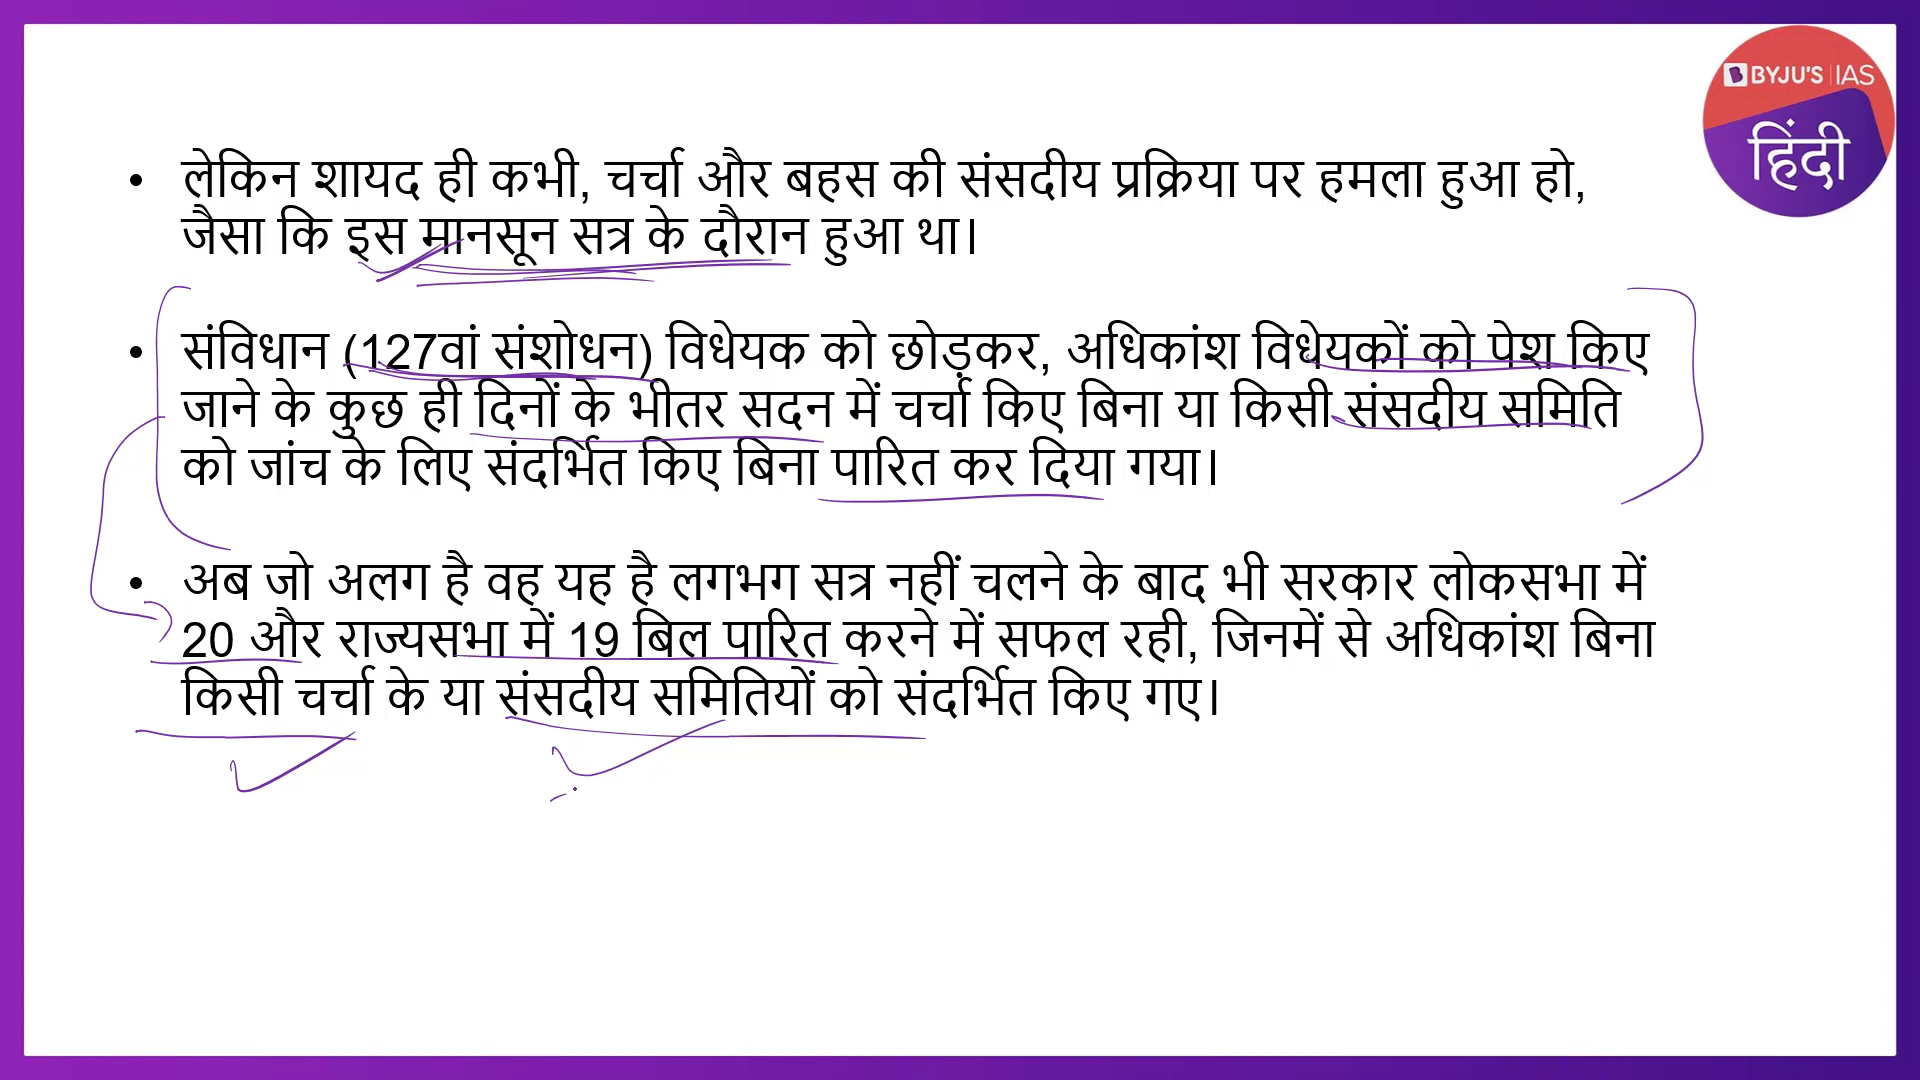 BYJU'S IAS
हिंदी
• लेकिन शायद ही कभी, चर्चा और बहस की संसदीय प्रक्रिया पर हमला हुआ हो,
जैसा कि इस मानसून सत्र के दौरान हुआ था।
• संविधान (127वां संशोधन) विधेयक को छोड़कर, अधिकांश विधेयकों को पेश किए
जाने के कुछ ही दिनों के भीतर सदन में चर्चा किए बिना या किसी संसदीय समिति
को जांच के लिए संदर्भित किए बिना पारित कर दिया गया।
• अब जो अलग है वह यह है लगभग सत्र नहीं चलने के बाद भी सरकार लोकसभा में
20 और राज्यसभा में 19 बिल पारित करने में सफल रही, जिनमें से अधिकांश बिना
किसी चर्चा के या संसदीय समितियों को संदर्भित किए गए।